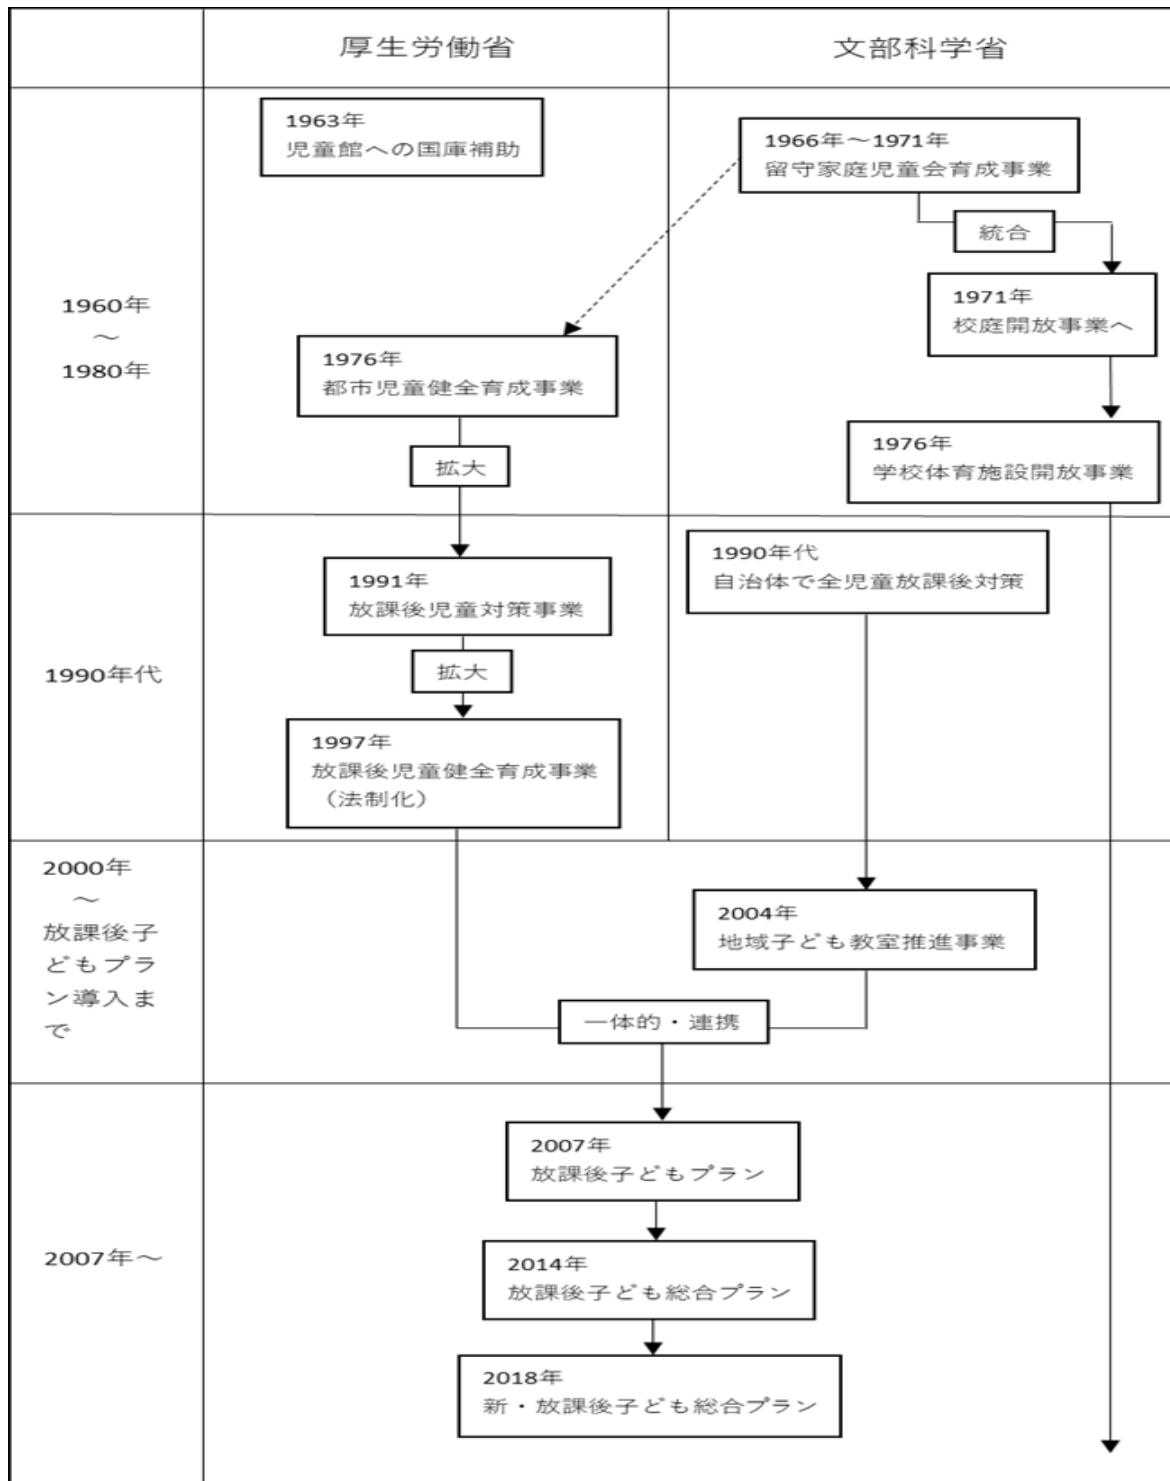 厚生労働省
文部科学省
1960年
～
1980年
1963年
児童館への国庫補助
1966年～1971年
留守家庭児童会育成事業
統合
1971年
校庭開放事業へ
1976年
都市児童健全育成事業
拡大
1976年
学校体育施設開放事業
1990年代
1991年
放課後児童対策事業
拡大
1997年
放課後児童健全育成事業
（法制化）
1990年代
自治体で全児童放課後対策
2000年
～
放課後子
どもプラ
ン導入ま
で
2004年
地域子ども教室推進事業
一体的・連携
2007年～
2007年
放課後子どもプラン
2014年
放課後子ども総合プラン
2018年
新・放課後子ども総合プラン